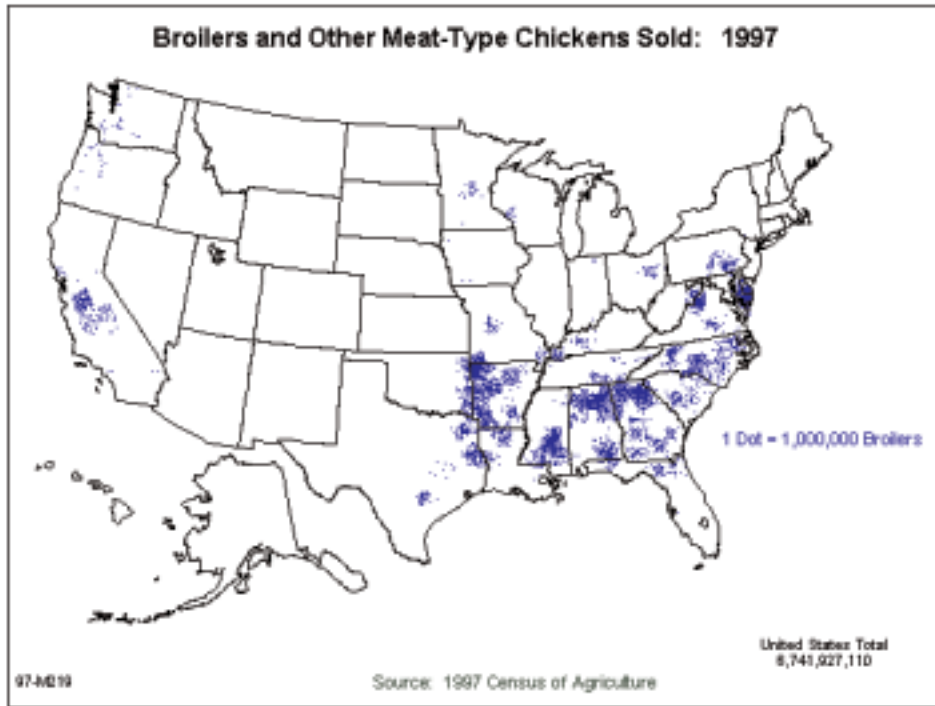 Broilers and Other Meat-Type Chickens Sold: 1997
1 Dot = 1,000,000 Broilers
United States Total
6,741,927,110
97-M219
Source: 1997 Census of Agriculture